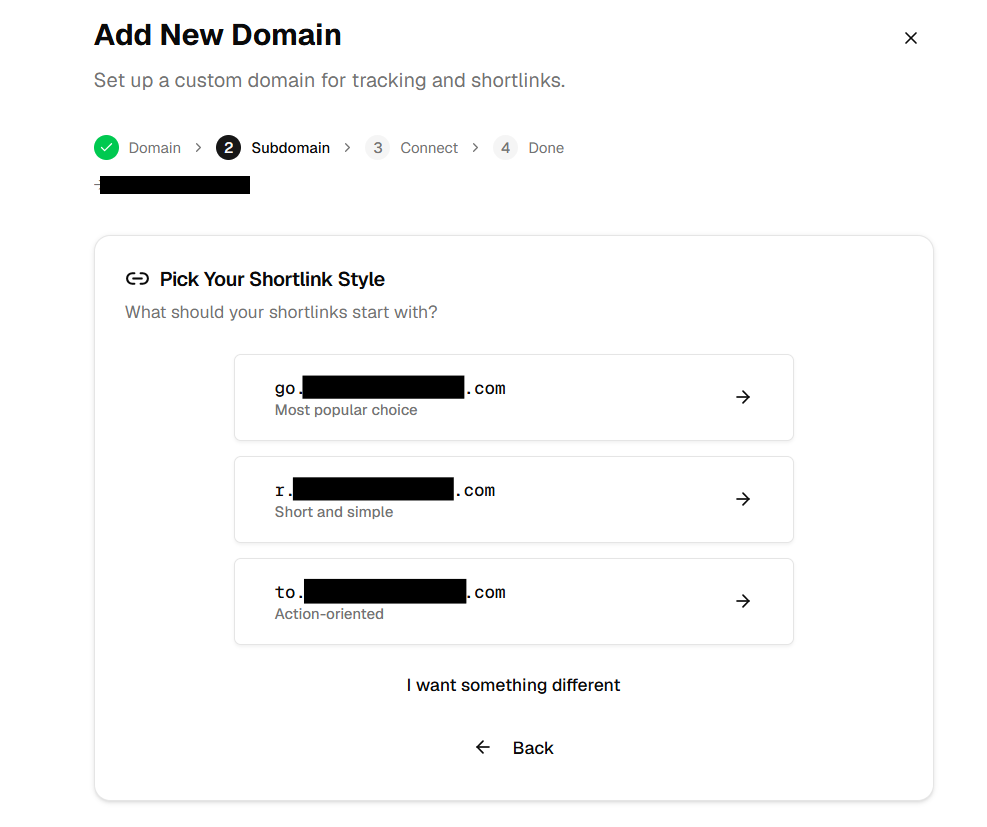 Add New Domain
Set up a custom domain for tracking and shortlinks.
Domain > 2 Subdomain > 3 Connect > 4 Done
Pick Your Shortlink Style
What should your shortlinks start with?
go. .com
Most popular choice
r. .com
Short and simple
to. .com
Action-oriented
I want something different
Back